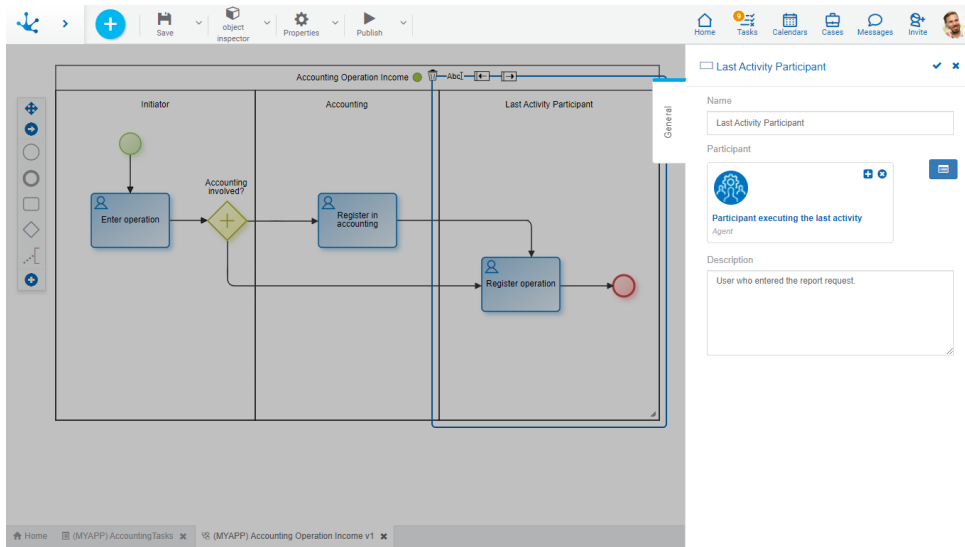 Save
object
inspector
Properties
Publish
Home
9
Tasks
Calendars
Cases
Messages
Invite
Accounting Operation Income
Abc
Initiator
Accounting
Last Activity Participant
Enter operation
Accounting
involved?
Register in
accounting
Register operation
General
Last Activity Participant
Name
Last Activity Participant
Participant
Participant executing the last activity
Agent
Description
User who entered the report request.
Home
(MYAPP) AccountingTasks
(MYAPP) Accounting Operation Income v1